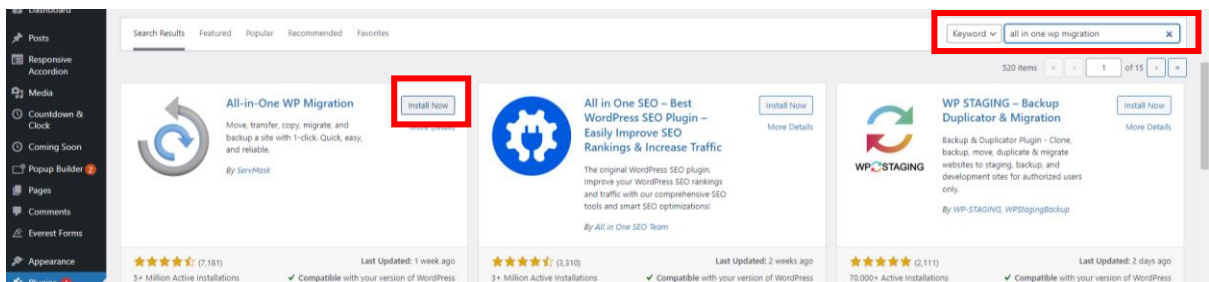 Dashboard
Posts
Responsive
Accordion
Media
Countdown &
Clock
Coming Soon
Popup Builder 2
Pages
Comments
Everest Forms
Appearance
Plugins
Search Results Featured Popular Recommended Favorites
Keyword all in one wp migration ×
520 items « ‹ 1 of 15 › »
All-in-One WP Migration
Install Now
More Details
Move, transfer, copy, migrate, and
backup a site with 1-click. Quick, easy,
and reliable.
By ServMask
(7,181)
Last Updated: 1 week ago
5+ Million Active Installations
✔ Compatible with your version of WordPress
All in One SEO – Best
WordPress SEO Plugin –
Easily Improve SEO
Rankings & Increase Traffic
Install Now
More Details
The original WordPress SEO plugin.
Improve your WordPress SEO rankings
and traffic with our comprehensive SEO
tools and smart SEO optimizations!
By All in One SEO Team
(3,310)
Last Updated: 2 weeks ago
3+ Million Active Installations
✔ Compatible with your version of WordPress
WP STAGING
WP STAGING – Backup
Duplicator & Migration
Install Now
More Details
Backup & Duplicator Plugin - Clone,
backup, move, duplicate & migrate
websites to staging, backup, and
development sites for authorized users
only.
By WP-STAGING, WPStagingBackup
(2,111)
Last Updated: 2 days ago
70,000+ Active Installations
✔ Compatible with your version of WordPress